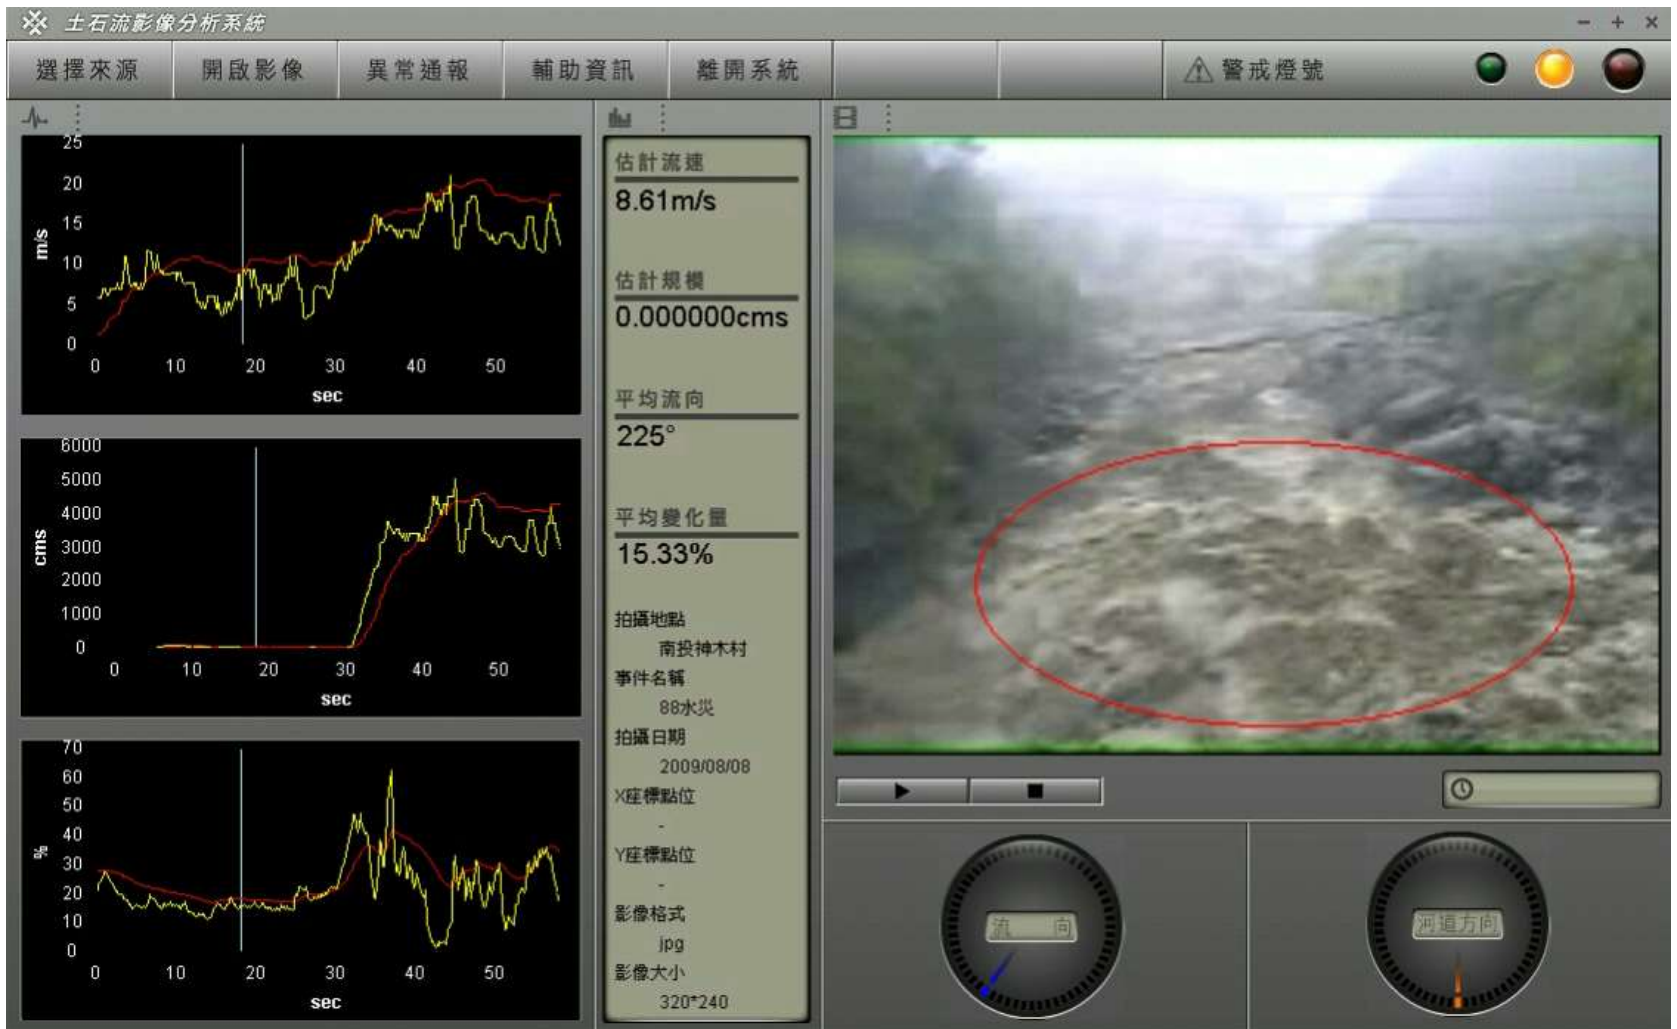 土石流影像分析系統
選擇來源
開啟影像
異常通報
輔助資訊
離開系統
警戒燈號
25
20
15
10
5
0
m/s
0 10 20 30 40 50
sec
6000
5000
4000
3000
2000
1000
0
cms
0 10 20 30 40 50
sec
70
60
50
40
30
20
10
0
%
0 10 20 30 40 50
sec
估計流速
8.61m/s
估計規模
0.000000cms
平均流向
225°
平均變化量
15.33%
拍攝地點
南投神木村
事件名稱
88水災
拍攝日期
2009/08/08
X座標點位
-
Y座標點位
-
影像格式
jpg
影像大小
320*240
流 向
河道方向